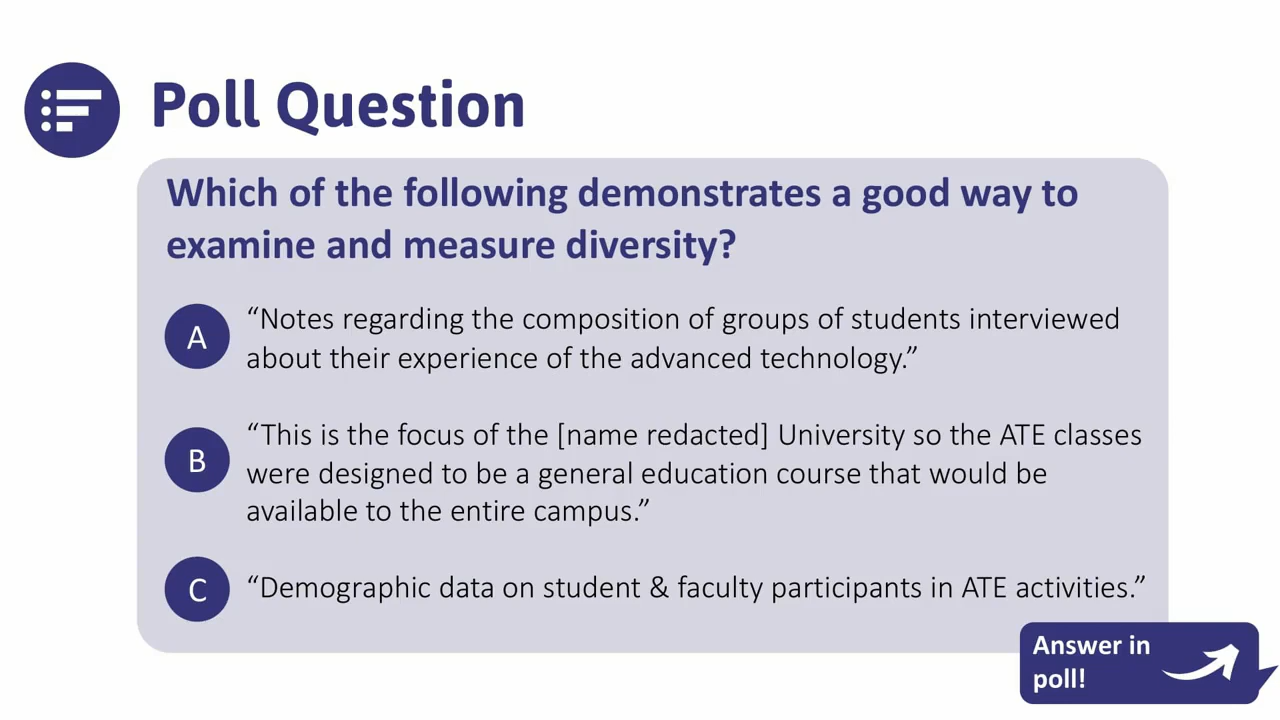 Poll Question
Which of the following demonstrates a good way to
examine and measure diversity?
A
“Notes regarding the composition of groups of students interviewed
about their experience of the advanced technology.”
B
“This is the focus of the [name redacted] University so the ATE classes
were designed to be a general education course that would be
available to the entire campus.”
C
“Demographic data on student & faculty participants in ATE activities.”
Answer in
poll!